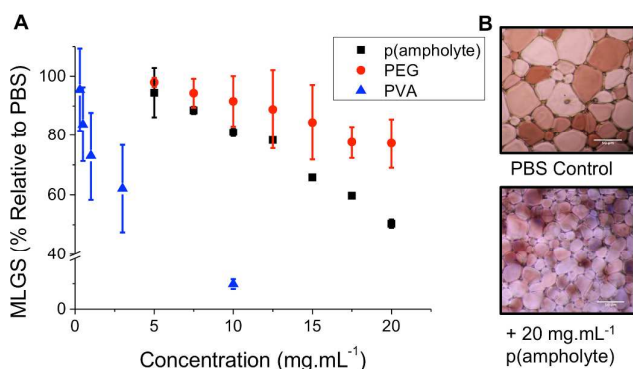 A
MLGS (% Relative to PBS)
100
80
60
40
0
0 5 10 15 20
Concentration (mg.mL⁻¹)
p(ampholyte)
PEG
PVA
B
PBS Control
+ 20 mg.mL⁻¹
p(ampholyte)